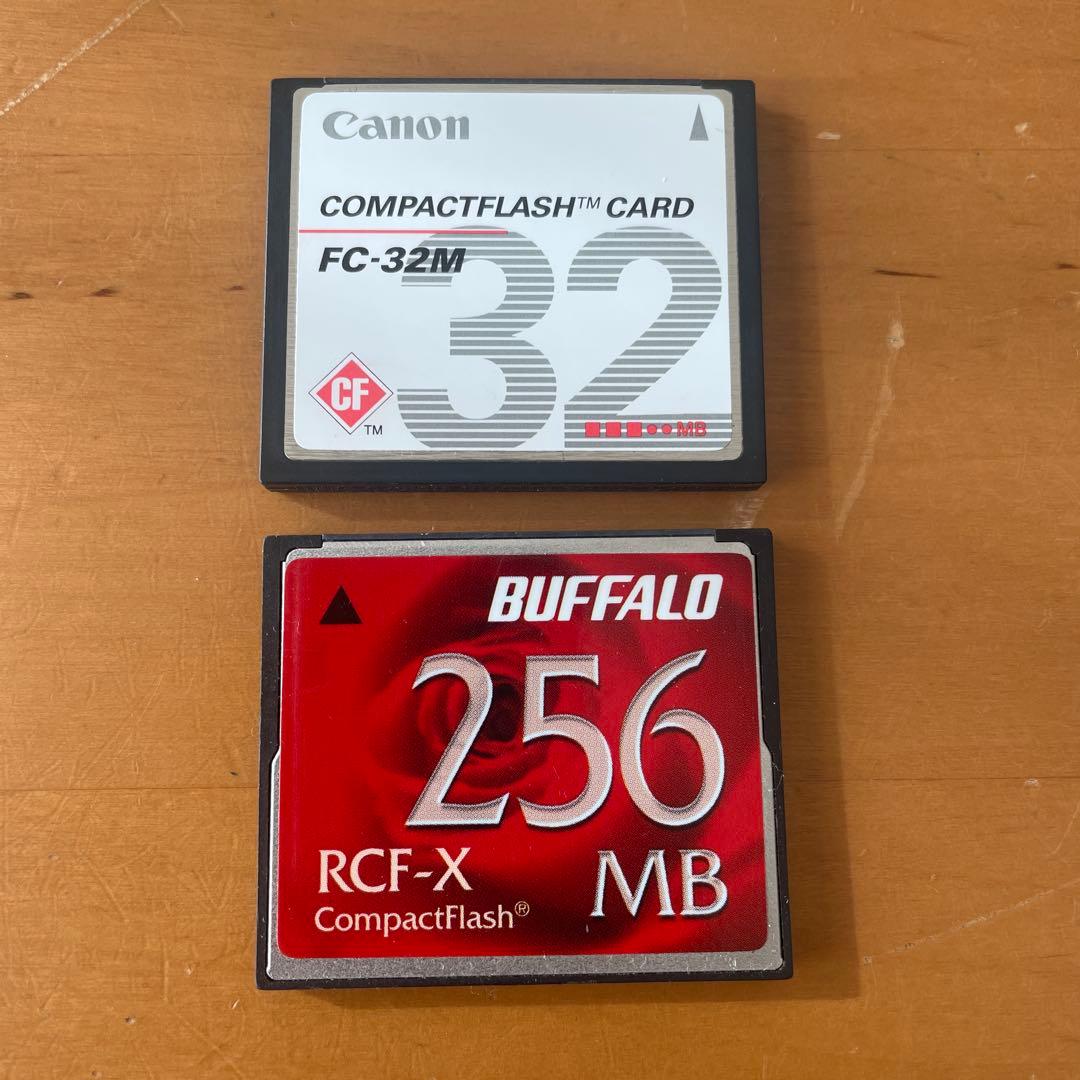 Canon
COMPACTFLASH™ CARD
FC-32M
32
CF
TM
MB
BUFFALO
256
RCF-X
MB
CompactFlash®